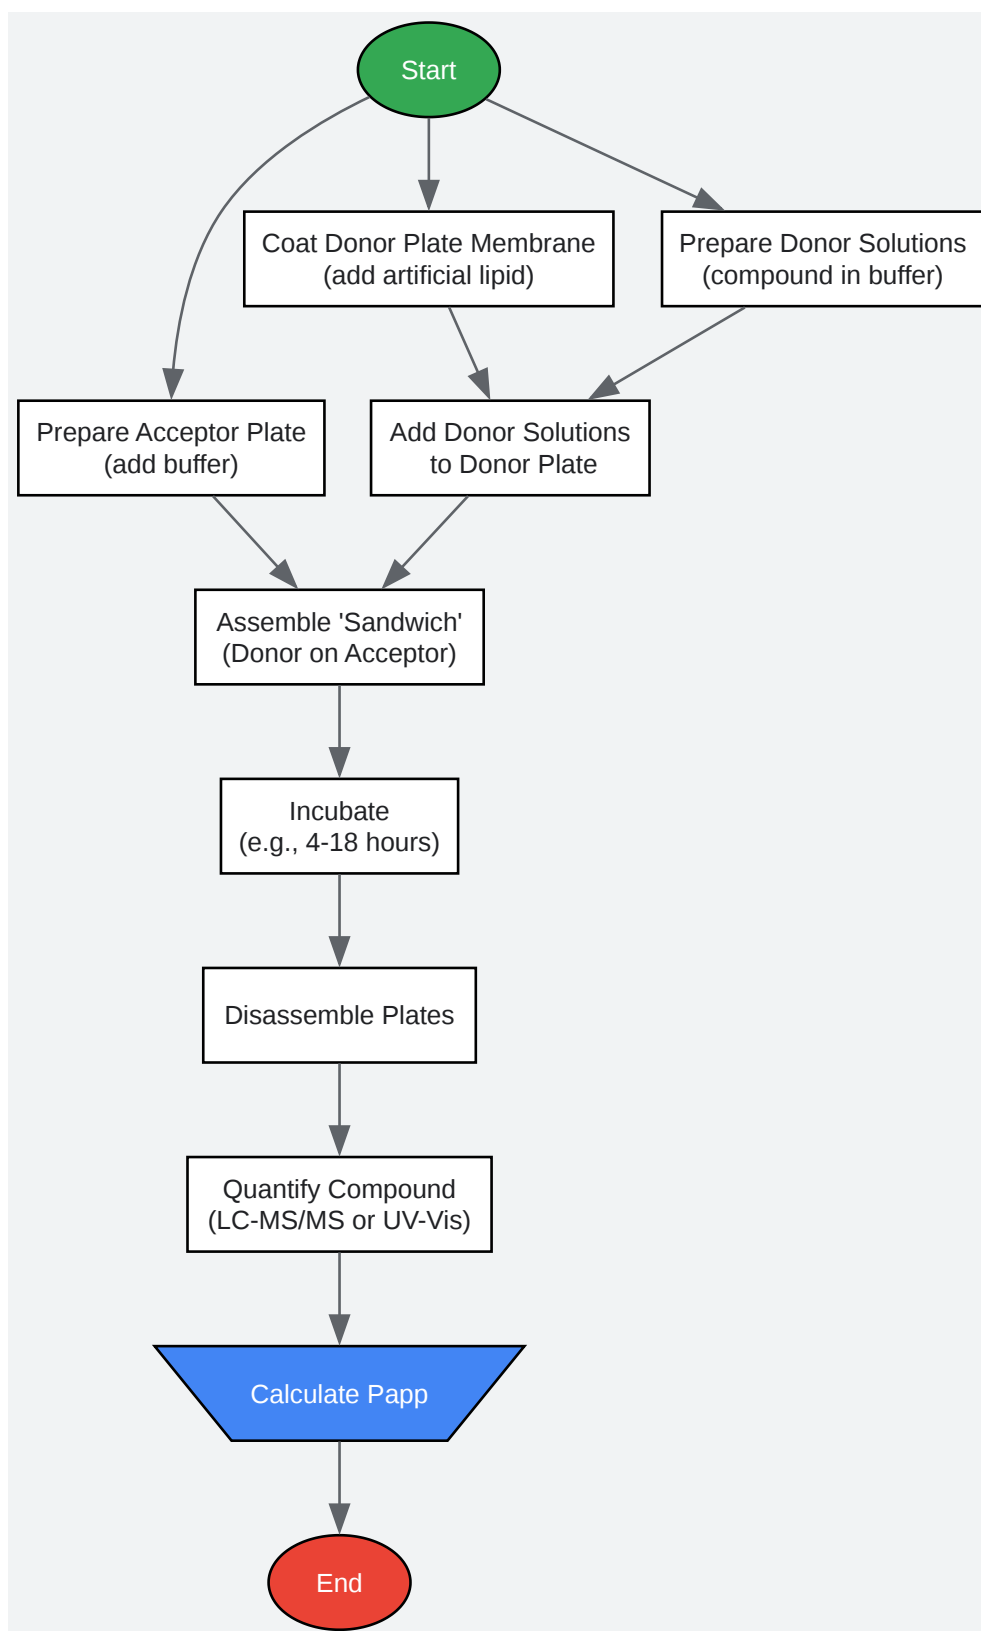 Start
Coat Donor Plate Membrane
(add artificial lipid)
Prepare Donor Solutions
(compound in buffer)
Prepare Acceptor Plate
(add buffer)
Add Donor Solutions
to Donor Plate
Assemble 'Sandwich'
(Donor on Acceptor)
Incubate
(e.g., 4-18 hours)
Disassemble Plates
Quantify Compound
(LC-MS/MS or UV-Vis)
Calculate Papp
End